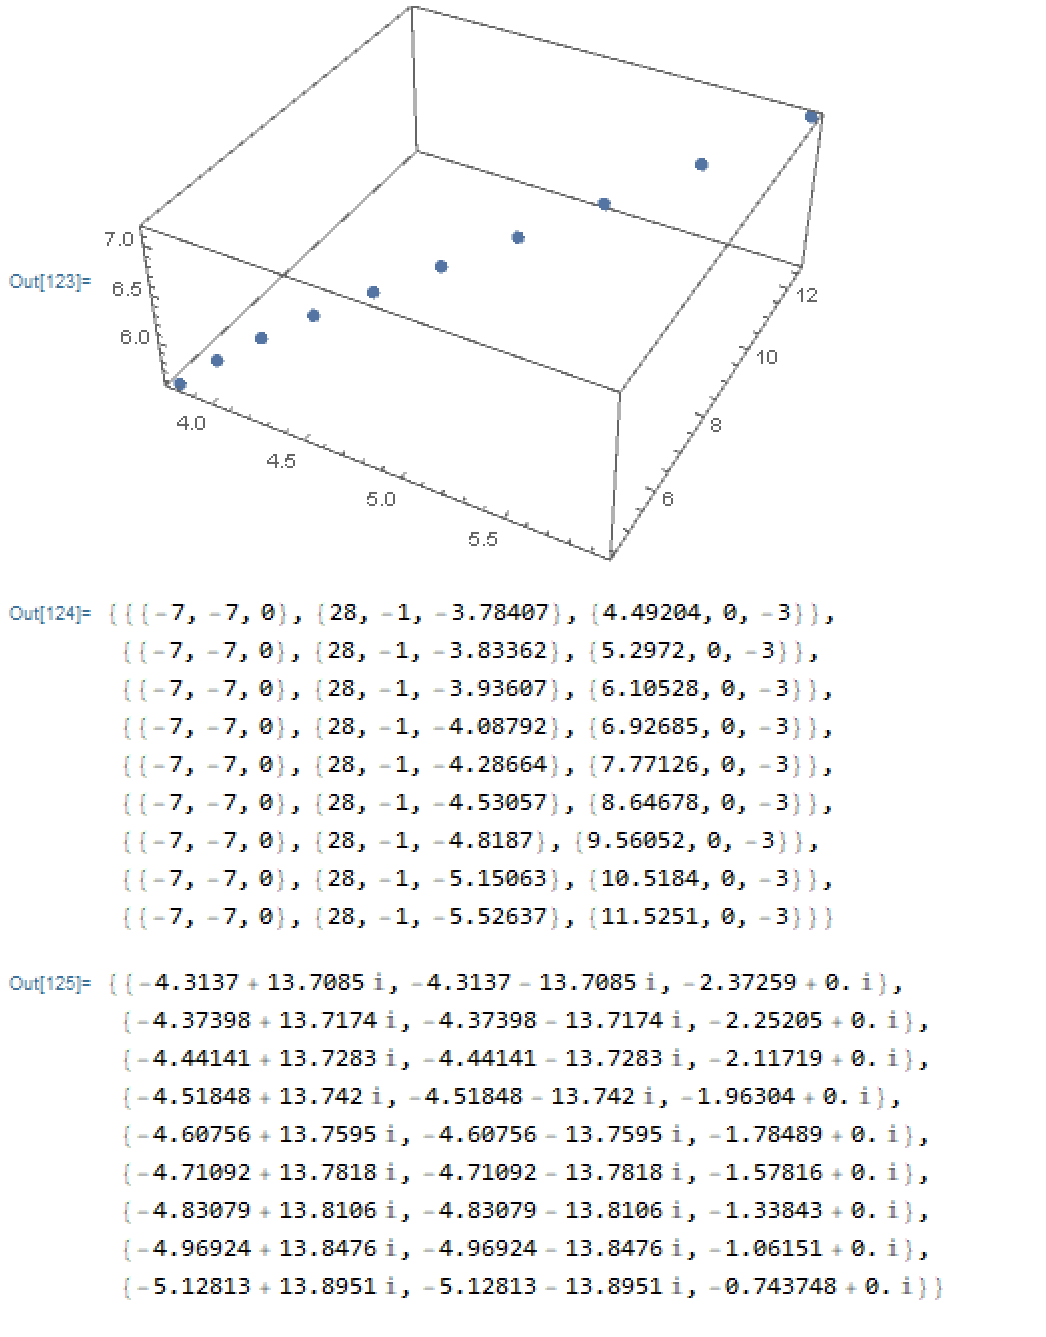 7.0
Out[123]=
6.5
6.0
4.0
4.5
5.0
5.5
6
8
10
12
Out[124]= {{{-7, -7, 0}, {28, -1, -3.78407}, {4.49204, 0, -3}},
{{-7, -7, 0}, {28, -1, -3.83362}, {5.2972, 0, -3}},
{{-7, -7, 0}, {28, -1, -3.93607}, {6.10528, 0, -3}},
{{-7, -7, 0}, {28, -1, -4.08792}, {6.92685, 0, -3}},
{{-7, -7, 0}, {28, -1, -4.28664}, {7.77126, 0, -3}},
{{-7, -7, 0}, {28, -1, -4.53057}, {8.64678, 0, -3}},
{{-7, -7, 0}, {28, -1, -4.8187}, {9.56052, 0, -3}},
{{-7, -7, 0}, {28, -1, -5.15063}, {10.5184, 0, -3}},
{{-7, -7, 0}, {28, -1, -5.52637}, {11.5251, 0, -3}}}
Out[125]= {{-4.3137 + 13.7085 i, -4.3137 - 13.7085 i, -2.37259 + 0. i},
{-4.37398 + 13.7174 i, -4.37398 - 13.7174 i, -2.25205 + 0. i},
{-4.44141 + 13.7283 i, -4.44141 - 13.7283 i, -2.11719 + 0. i},
{-4.51848 + 13.742 i, -4.51848 - 13.742 i, -1.96304 + 0. i},
{-4.60756 + 13.7595 i, -4.60756 - 13.7595 i, -1.78489 + 0. i},
{-4.71092 + 13.7818 i, -4.71092 - 13.7818 i, -1.57816 + 0. i},
{-4.83079 + 13.8106 i, -4.83079 - 13.8106 i, -1.33843 + 0. i},
{-4.96924 + 13.8476 i, -4.96924 - 13.8476 i, -1.06151 + 0. i},
{-5.12813 + 13.8951 i, -5.12813 - 13.8951 i, -0.743748 + 0. i}}